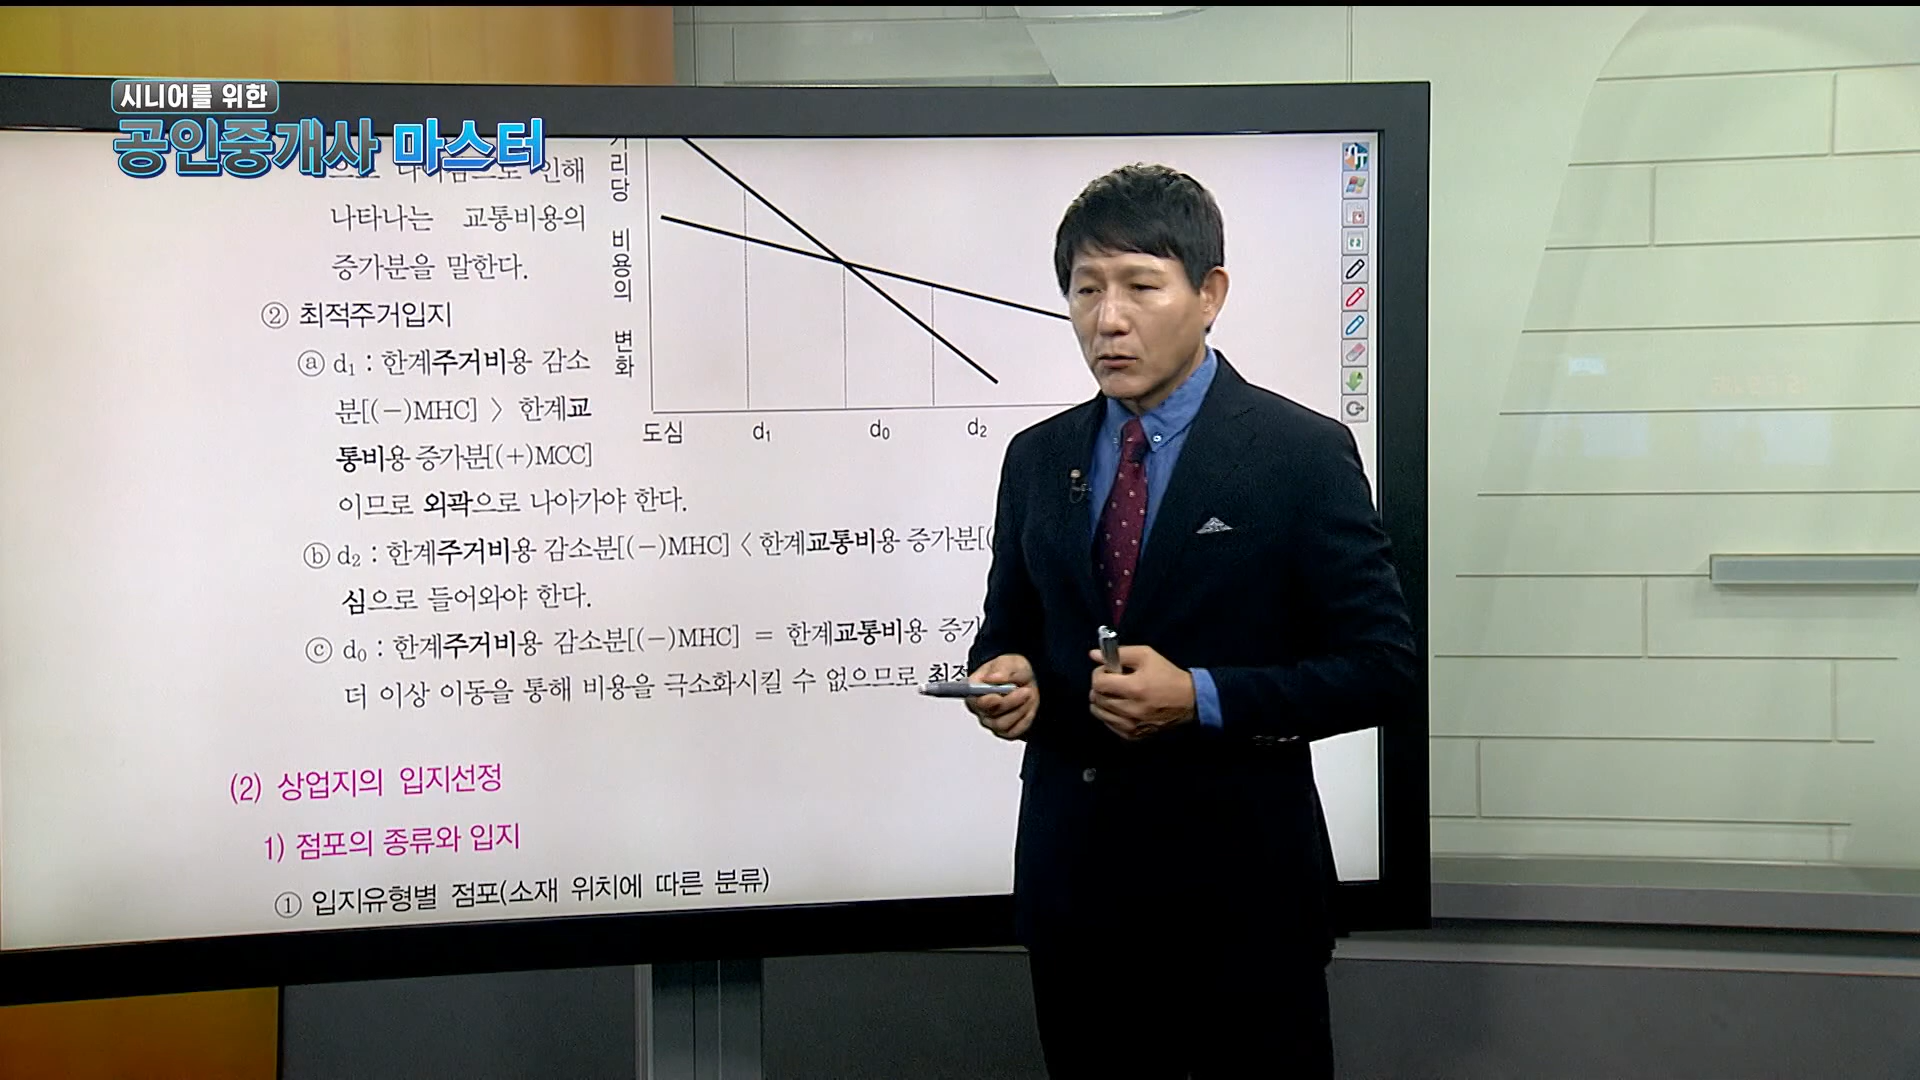 시니어를 위한
공인중개사 마스터
인해
나타나는 교통비용의
증가분을 말한다.
② 최적주거입지
ⓐ d₁ : 한계주거비용 감소
분[(−)MHC] > 한계교
통비용 증가분[(+)MCC]
이므로 외곽으로 나아가야 한다.
ⓑ d₂ : 한계주거비용 감소분[(−)MHC] < 한계교통비용 증가분[(
심으로 들어와야 한다.
ⓒ d₀ : 한계주거비용 감소분[(−)MHC] = 한계교통비용 증가
더 이상 이동을 통해 비용을 극소화시킬 수 없으므로 최적
(2) 상업지의 입지선정
1) 점포의 종류와 입지
① 입지유형별 점포(소재 위치에 따른 분류)
리당 비용의 변화
도심 d₁ d₀ d₂